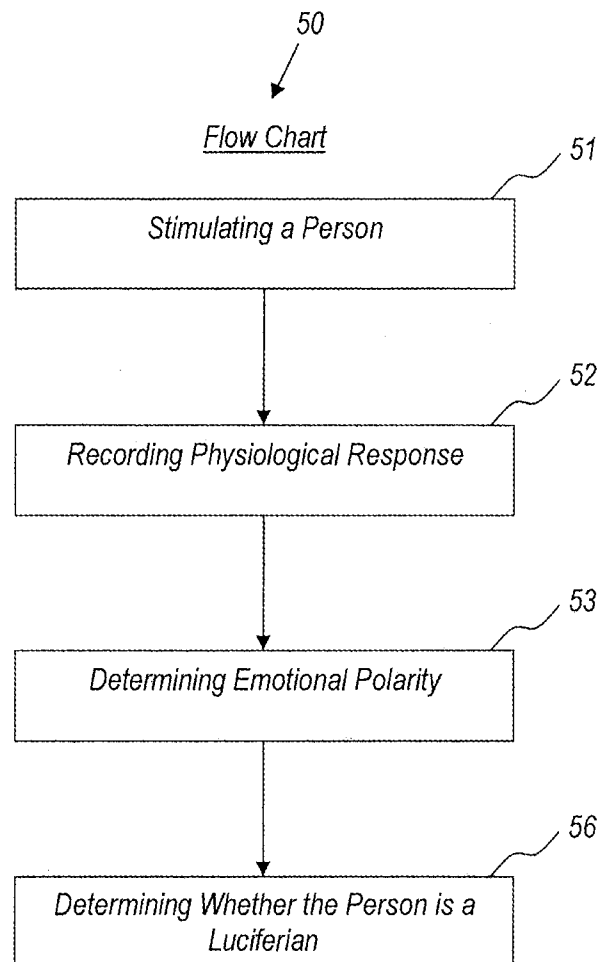 50
Flow Chart
51
Stimulating a Person
52
Recording Physiological Response
53
Determining Emotional Polarity
56
Determining Whether the Person is a
Luciferian